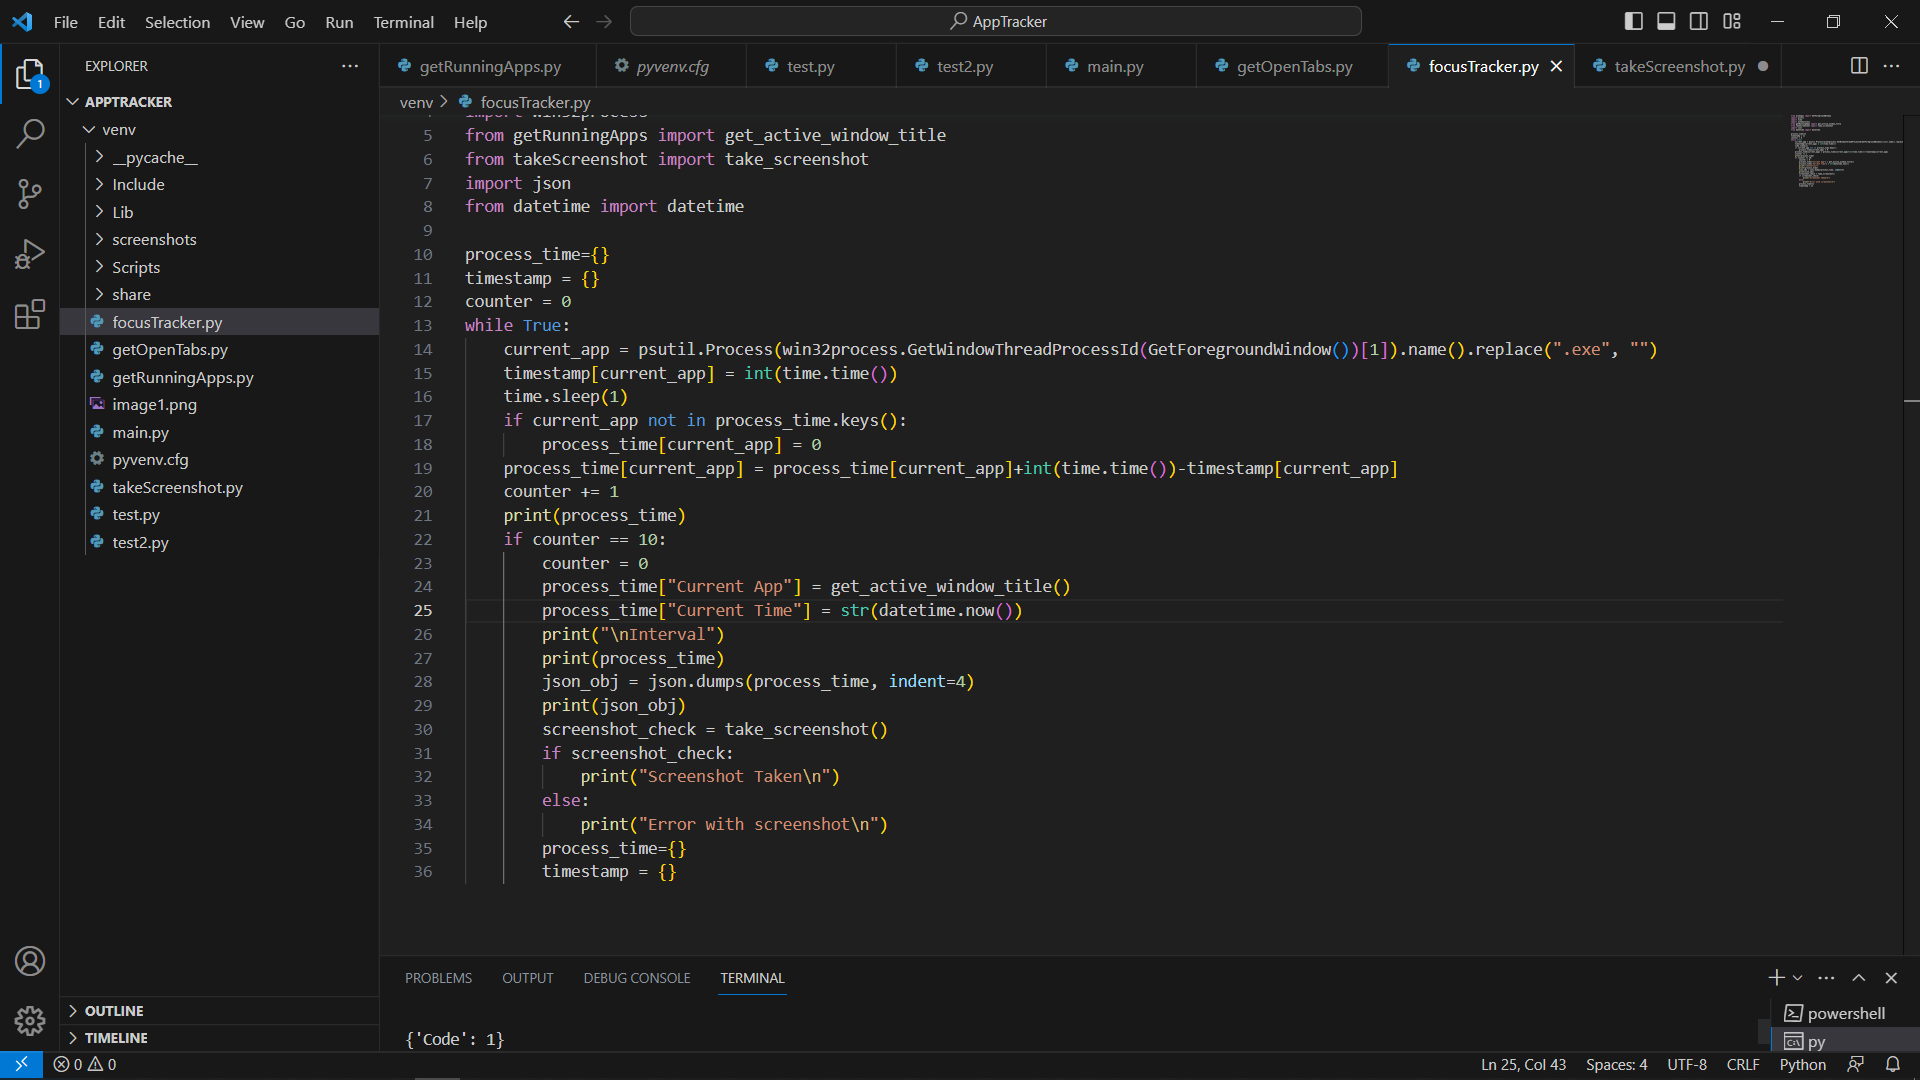 File Edit Selection View Go Run Terminal Help
AppTracker
EXPLORER
APPTRACKER
venv
__pycache__
Include
Lib
screenshots
Scripts
share
focusTracker.py
getOpenTabs.py
getRunningApps.py
image1.png
main.py
pyvenv.cfg
takeScreenshot.py
test.py
test2.py
OUTLINE
TIMELINE
getRunningApps.py pyvenv.cfg test.py test2.py main.py getOpenTabs.py focusTracker.py takeScreenshot.py
venv > focusTracker.py
import win32process
5 from getRunningApps import get_active_window_title
6 from takeScreenshot import take_screenshot
7 import json
8 from datetime import datetime
9
10 process_time={}
11 timestamp = {}
12 counter = 0
13 while True:
14     current_app = psutil.Process(win32process.GetWindowThreadProcessId(GetForegroundWindow())[1]).name().replace(".exe", "")
15     timestamp[current_app] = int(time.time())
16     time.sleep(1)
17     if current_app not in process_time.keys():
18         process_time[current_app] = 0
19     process_time[current_app] = process_time[current_app]+int(time.time())-timestamp[current_app]
20     counter += 1
21     print(process_time)
22     if counter == 10:
23         counter = 0
24         process_time["Current App"] = get_active_window_title()
25         process_time["Current Time"] = str(datetime.now())
26         print("\nInterval")
27         print(process_time)
28         json_obj = json.dumps(process_time, indent=4)
29         print(json_obj)
30         screenshot_check = take_screenshot()
31         if screenshot_check:
32             print("Screenshot Taken\n")
33         else:
34             print("Error with screenshot\n")
35         process_time={}
36         timestamp = {}
PROBLEMS OUTPUT DEBUG CONSOLE TERMINAL
{'Code': 1}
powershell
py
1
0 0
Ln 25, Col 43 Spaces: 4 UTF-8 CRLF Python